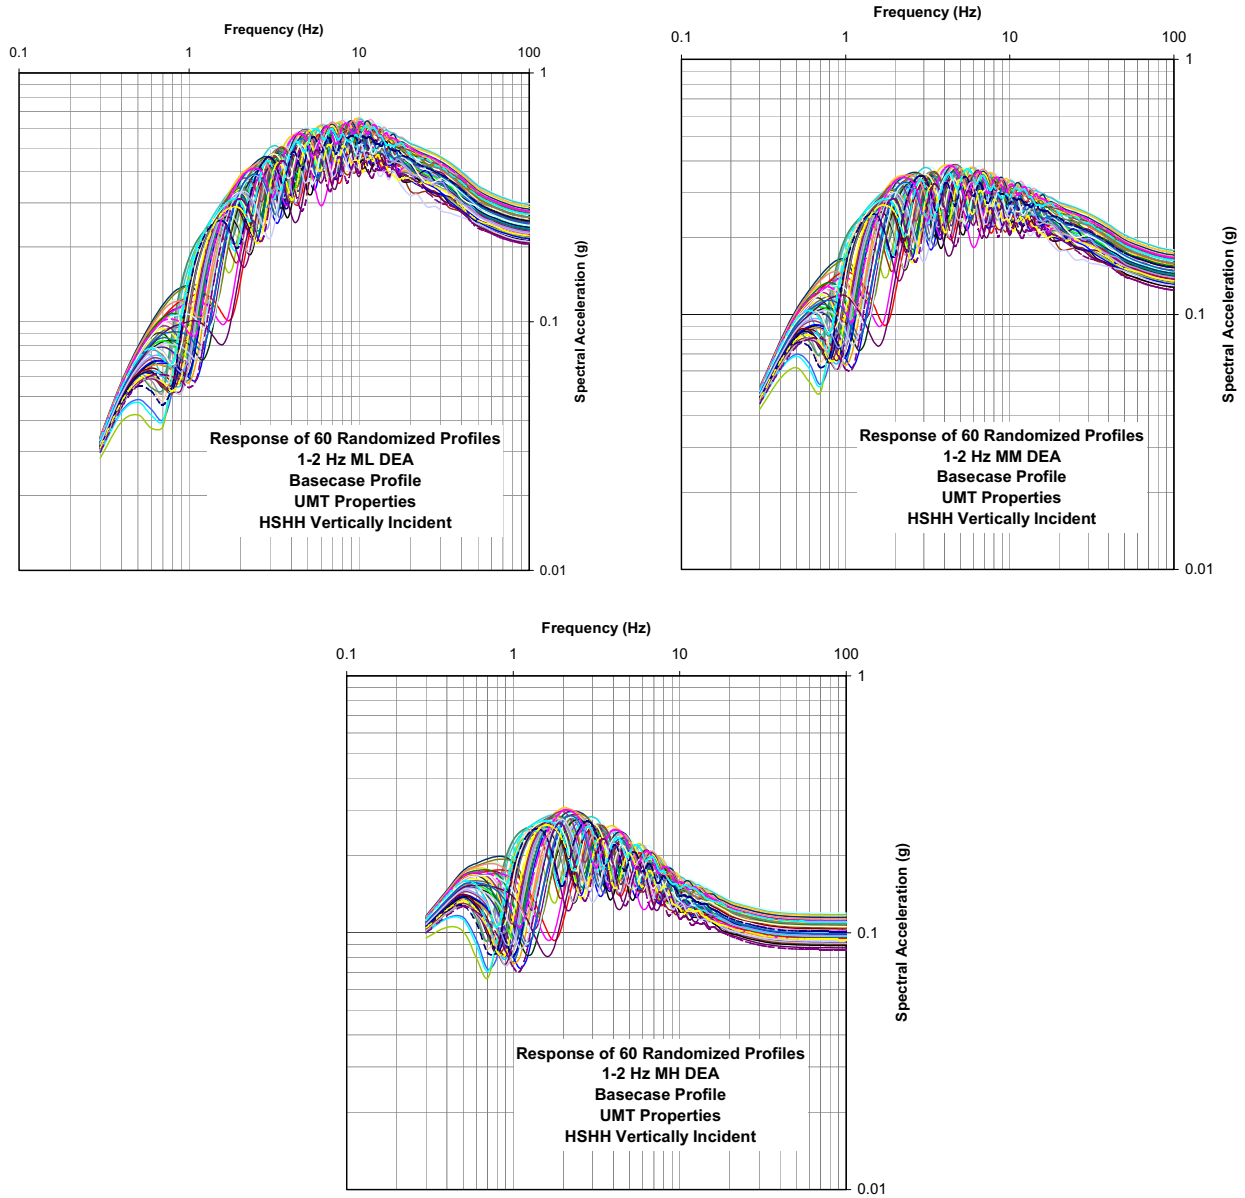 Frequency (Hz)
0.1 1 10 100
1
0.1
0.01
Spectral Acceleration (g)
Response of 60 Randomized Profiles
1-2 Hz ML DEA
Basecase Profile
UMT Properties
HSHH Vertically Incident
Frequency (Hz)
0.1 1 10 100
1
0.1
0.01
Spectral Acceleration (g)
Response of 60 Randomized Profiles
1-2 Hz MM DEA
Basecase Profile
UMT Properties
HSHH Vertically Incident
Frequency (Hz)
0.1 1 10 100
1
0.1
0.01
Spectral Acceleration (g)
Response of 60 Randomized Profiles
1-2 Hz MH DEA
Basecase Profile
UMT Properties
HSHH Vertically Incident